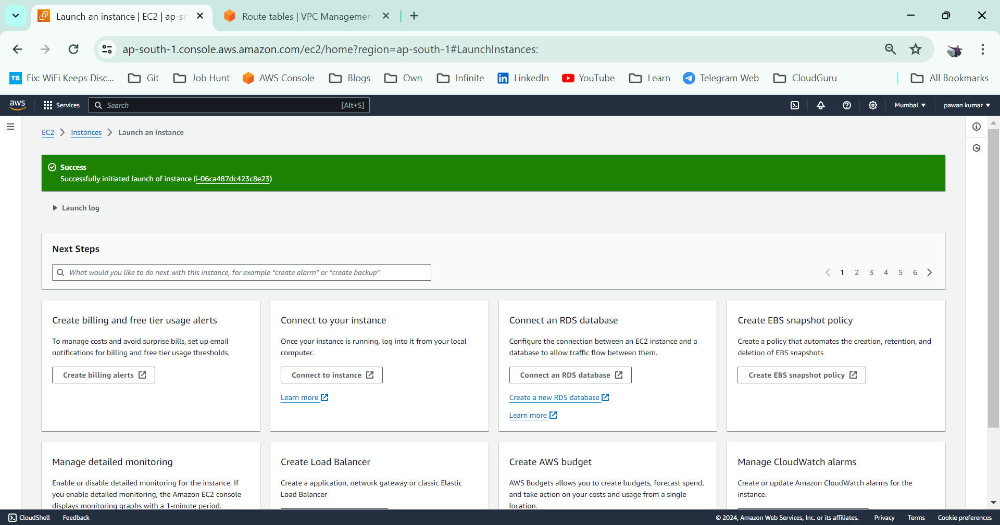 Launch an instance | EC2 | ap-so
Route tables | VPC Managemen
ap-south-1.console.aws.amazon.com/ec2/home?region=ap-south-1#LaunchInstances:
TB Fix: WiFi Keeps Disc... Git Job Hunt AWS Console Blogs Own Infinite LinkedIn YouTube Learn Telegram Web CloudGuru All Bookmarks
aws Services Search [Alt+S] Mumbai pawan kumar
EC2 Instances Launch an instance
Success
Successfully initiated launch of instance (i-06ca487dc423c8e23)
Launch log
Next Steps
What would you like to do next with this instance, for example “create alarm” or “create backup”
1 2 3 4 5 6
Create billing and free tier usage alerts
To manage costs and avoid surprise bills, set up email
notifications for billing and free tier usage thresholds.
Create billing alerts
Connect to your instance
Once your instance is running, log into it from your local
computer.
Connect to instance
Learn more
Connect an RDS database
Configure the connection between an EC2 instance and a
database to allow traffic flow between them.
Connect an RDS database
Create a new RDS database
Learn more
Create EBS snapshot policy
Create a policy that automates the creation, retention, and
deletion of EBS snapshots
Create EBS snapshot policy
Manage detailed monitoring
Enable or disable detailed monitoring for the instance. If
you enable detailed monitoring, the Amazon EC2 console
displays monitoring graphs with a 1-minute period.
Create Load Balancer
Create a application, network gateway or classic Elastic
Load Balancer
Create AWS budget
AWS Budgets allows you to create budgets, forecast spend,
and take action on your costs and usage from a single
location.
Manage CloudWatch alarms
Create or update Amazon CloudWatch alarms for the
instance.
CloudShell Feedback © 2024, Amazon Web Services, Inc. or its affiliates. Privacy Terms Cookie preferences